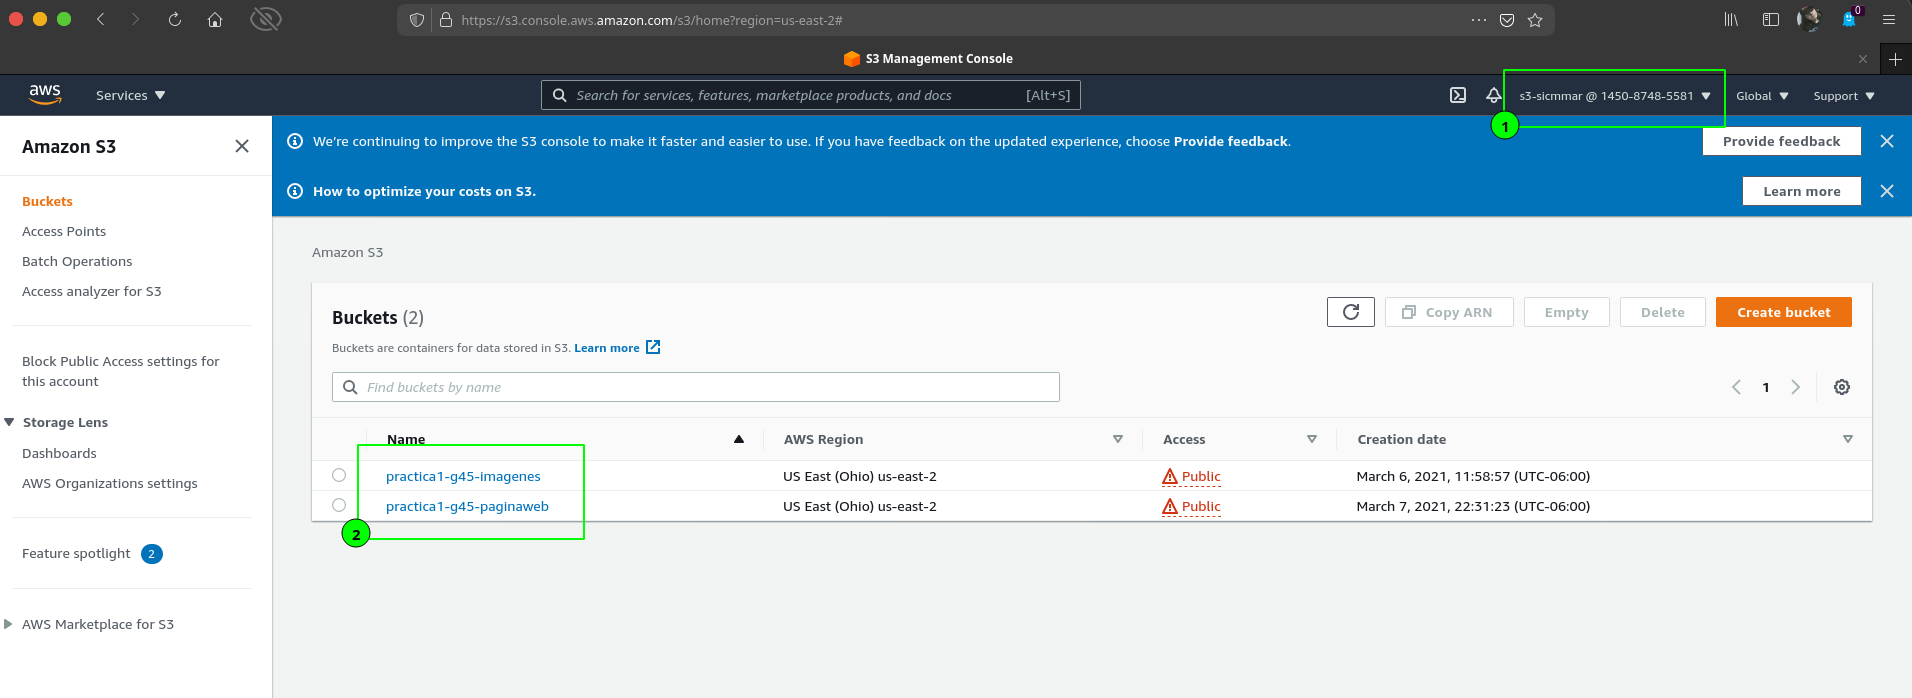 https://s3.console.aws.amazon.com/s3/home?region=us-east-2#
0
S3 Management Console
aws
Services
Search for services, features, marketplace products, and docs [Alt+S]
s3-sicmmar @ 1450-8748-5581
Global
Support
1
Amazon S3
We're continuing to improve the S3 console to make it faster and easier to use. If you have feedback on the updated experience, choose Provide feedback.
Provide feedback
How to optimize your costs on S3.
Learn more
Buckets
Access Points
Batch Operations
Access analyzer for S3
Block Public Access settings for
this account
Storage Lens
Dashboards
AWS Organizations settings
Feature spotlight 2
AWS Marketplace for S3
Amazon S3
Buckets (2)
Copy ARN
Empty
Delete
Create bucket
Buckets are containers for data stored in S3. Learn more
Find buckets by name
1
Name AWS Region Access Creation date
practica1-g45-imagenes US East (Ohio) us-east-2 Public March 6, 2021, 11:58:57 (UTC-06:00)
practica1-g45-paginaweb US East (Ohio) us-east-2 Public March 7, 2021, 22:31:23 (UTC-06:00)
2